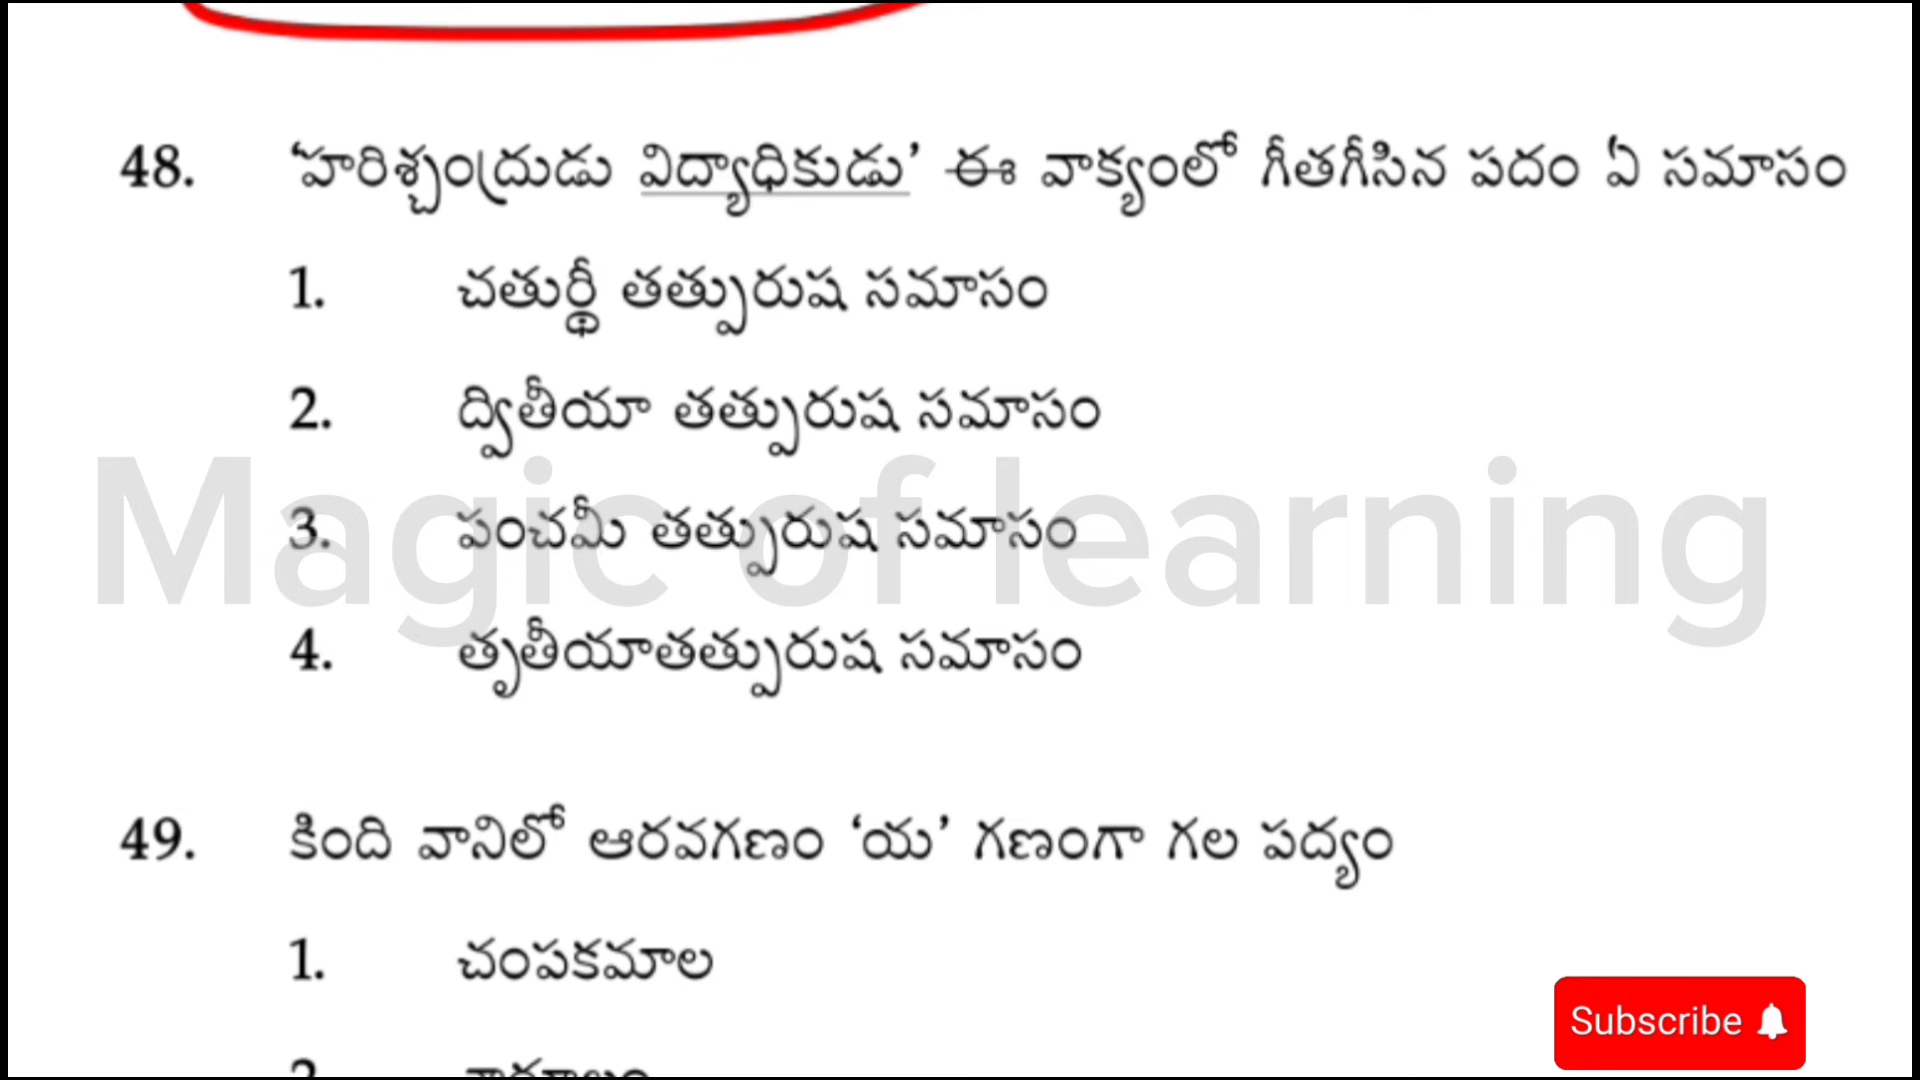 48. ‘హరిశ్చంద్రుడు విద్యాధికుడు’ ఈ వాక్యంలో గీతగీసిన పదం ఏ సమాసం
1. చతుర్థీ తత్పురుష సమాసం
2. ద్వితీయా తత్పురుష సమాసం
Magic of learning
3. పంచమీ తత్పురుష సమాసం
4. తృతీయాతత్పురుష సమాసం
49. కింది వానిలో ఆరవగణం ‘య’ గణంగా గల పద్యం
1. చంపకమాల
Subscribe